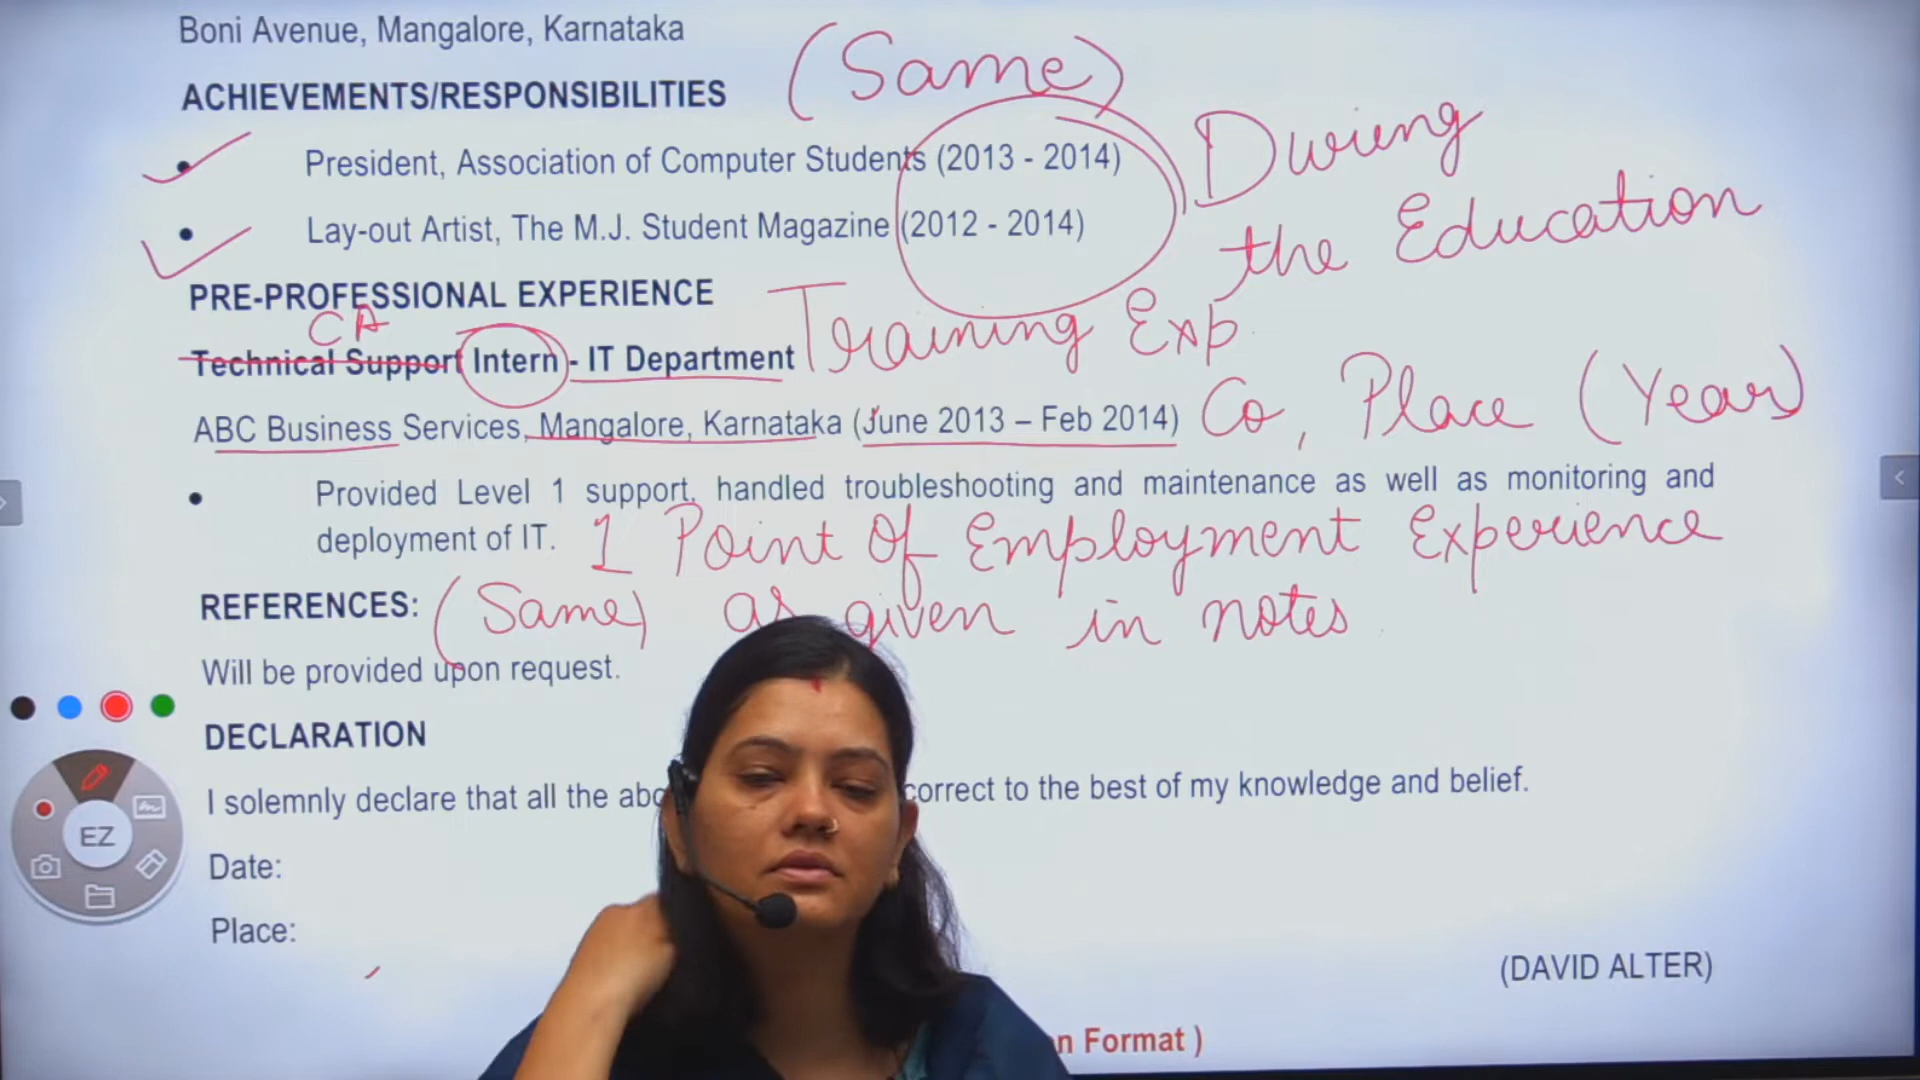 Boni Avenue, Mangalore, Karnataka
(Same)
ACHIEVEMENTS/RESPONSIBILITIES
• President, Association of Computer Students (2013 - 2014)
During
• Lay-out Artist, The M.J. Student Magazine (2012 - 2014)
the Education
PRE-PROFESSIONAL EXPERIENCE
CA
Training Exp
Technical Support Intern - IT Department
ABC Business Services, Mangalore, Karnataka (June 2013 – Feb 2014)
Co, Place (Year)
• Provided Level 1 support, handled troubleshooting and maintenance as well as monitoring and
deployment of IT.
1 Point Of Employment Experience
REFERENCES:
(Same) as given in notes
Will be provided upon request.
DECLARATION
I solemnly declare that all the correct to the best of my knowledge and belief.
EZ
Date:
Place:
(DAVID ALTER)
Format )